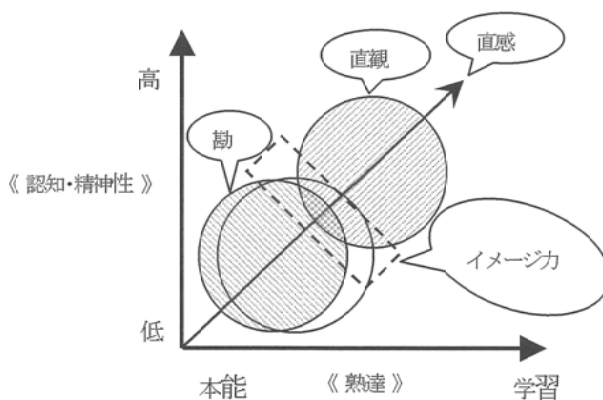 直観
直感
高
勘
《 認知・精神性 》
イメージ力
低
本能
《 熟達 》
学習